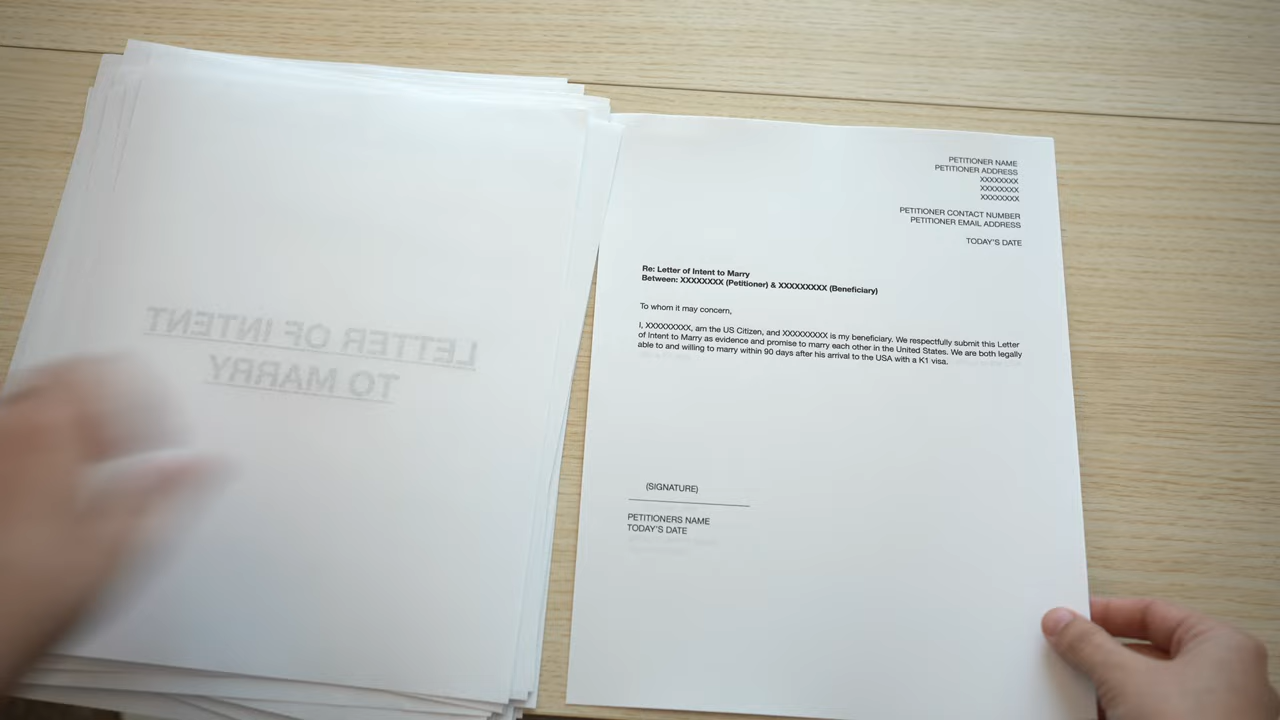 LETTER OF INTENT
TO MARRY
PETITIONER NAME
PETITIONER ADDRESS
XXXXXXXX
XXXXXXXX
XXXXXXXX
PETITIONER CONTACT NUMBER
PETITIONER EMAIL ADDRESS
TODAY'S DATE
Re: Letter of Intent to Marry
Between: XXXXXXXX (Petitioner) & XXXXXXXXX (Beneficiary)
To whom it may concern,
I, XXXXXXXXX, am the US Citizen, and XXXXXXXXX is my beneficiary. We respectfully submit this Letter
of Intent to Marry as evidence and promise to marry each other in the United States. We are both legally
able to and willing to marry within 90 days after his arrival to the USA with a K1 visa.
(SIGNATURE)
PETITIONERS NAME
TODAY'S DATE